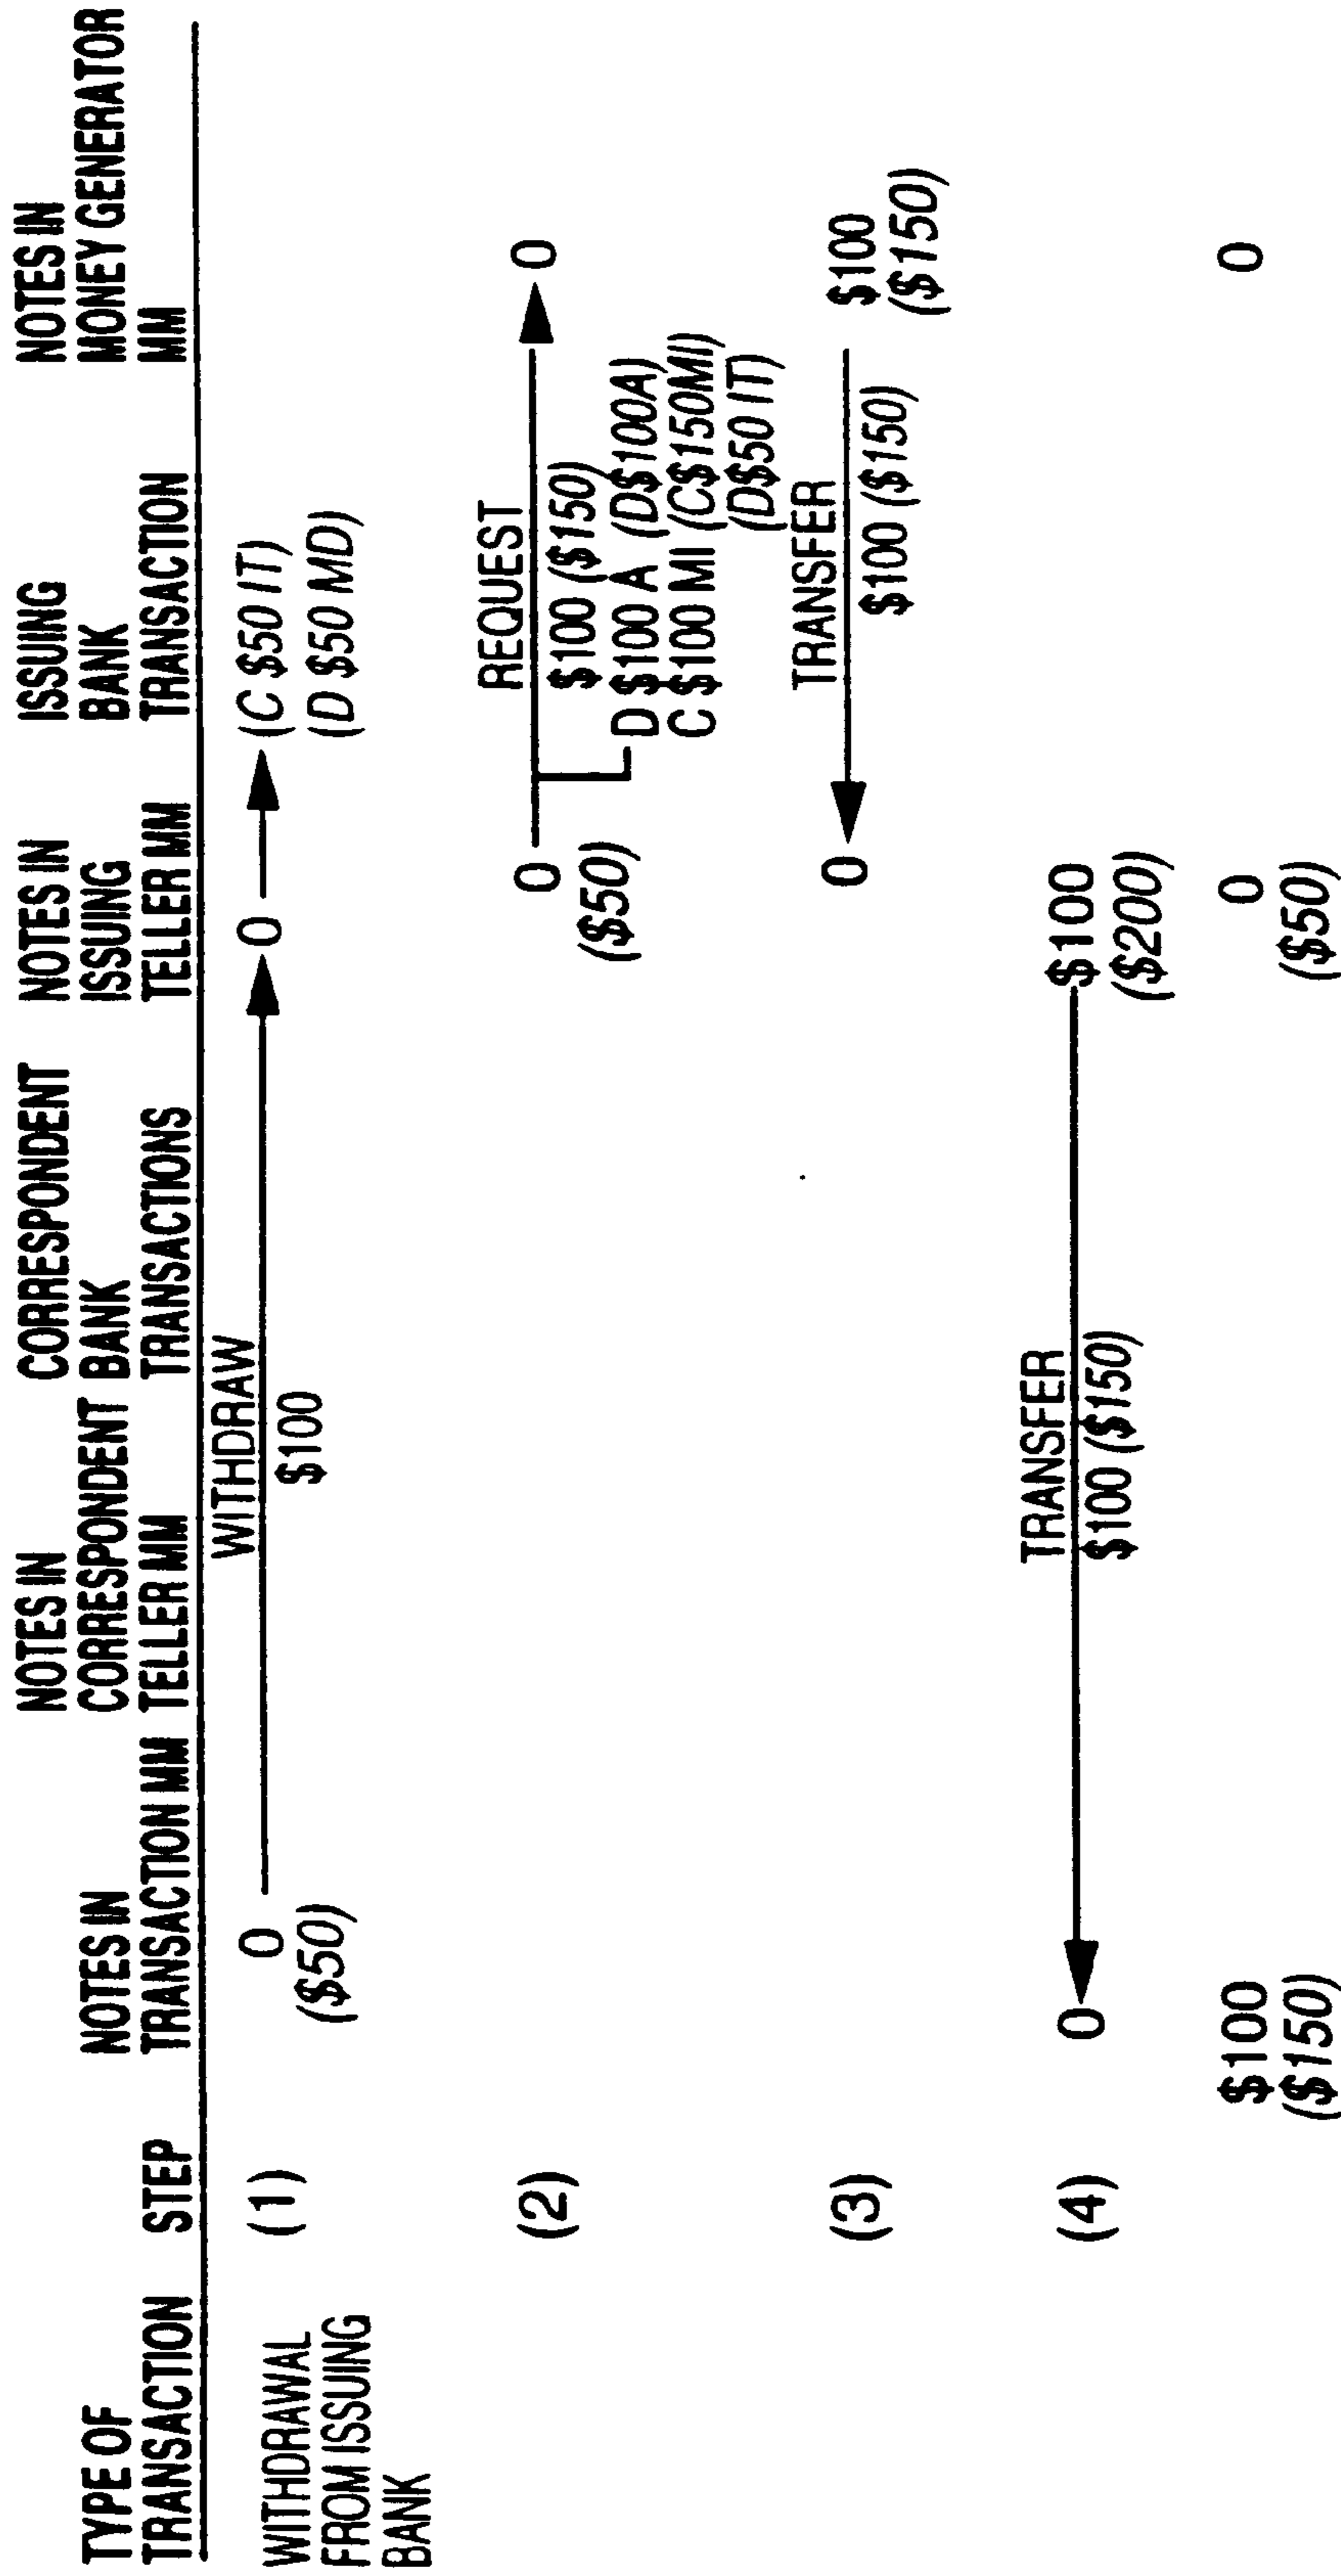 TYPE OF
TRANSACTION
STEP
NOTES IN
TRANSACTION MM
NOTES IN
CORRESPONDENT
TELLER MM
CORRESPONDENT
BANK
TRANSACTIONS
NOTES IN
ISSUING
TELLER MM
ISSUING
BANK
TRANSACTION
NOTES IN
MONEY GENERATOR
MM
WITHDRAWAL
FROM ISSUING
BANK
(1)
0
($50)
WITHDRAW
$100
0
(C $50 IT)
(D $50 MD)
(2)
0
($50)
REQUEST
$100 ($150)
D $100 A (D$100A)
C $100 MI (C$150MI)
(D$50 IT)
0
(3)
0
TRANSFER
$100 ($150)
$100
($150)
(4)
0
TRANSFER
$100 ($150)
$100
($200)
$100
($150)
0
($50)
0